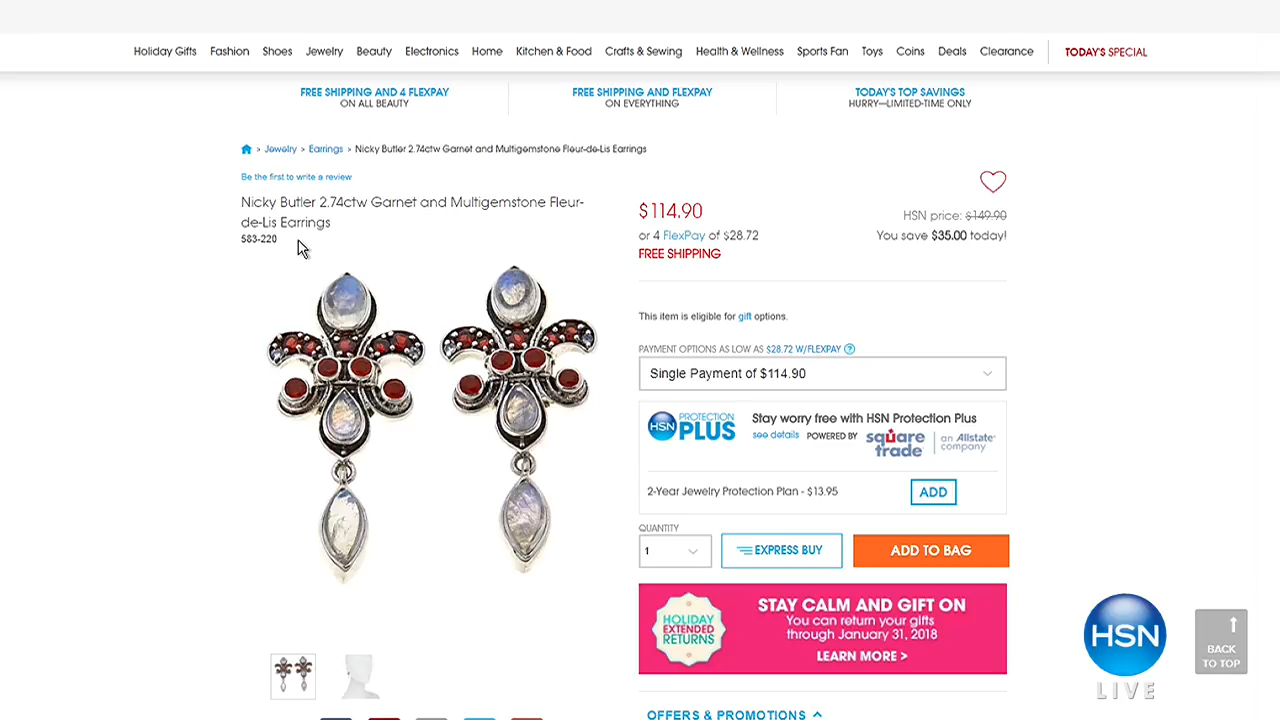 Holiday Gifts Fashion Shoes Jewelry Beauty Electronics Home Kitchen & Food Crafts & Sewing Health & Wellness Sports Fan Toys Coins Deals Clearance TODAY'S SPECIAL
FREE SHIPPING AND 4 FLEXPAY
ON ALL BEAUTY
FREE SHIPPING AND FLEXPAY
ON EVERYTHING
TODAY'S TOP SAVINGS
HURRY—LIMITED-TIME ONLY
> Jewelry > Earrings > Nicky Butler 2.74ctw Garnet and Multigemstone Fleur-de-Lis Earrings
Be the first to write a review
Nicky Butler 2.74ctw Garnet and Multigemstone Fleur-
de-Lis Earrings
583-220
$114.90
HSN price: $149.90
or 4 FlexPay of $28.72
You save $35.00 today!
FREE SHIPPING
This item is eligible for gift options.
PAYMENT OPTIONS AS LOW AS $28.72 W/FLEXPAY ?
Single Payment of $114.90
HSN PROTECTION PLUS
Stay worry free with HSN Protection Plus
see details POWERED BY square trade an Allstate company
2-Year Jewelry Protection Plan - $13.95
ADD
QUANTITY
1
EXPRESS BUY
ADD TO BAG
HOLIDAY
EXTENDED
RETURNS
STAY CALM AND GIFT ON
You can return your gifts
through January 31, 2018
LEARN MORE >
HSN
LIVE
BACK
TO TOP
OFFERS & PROMOTIONS